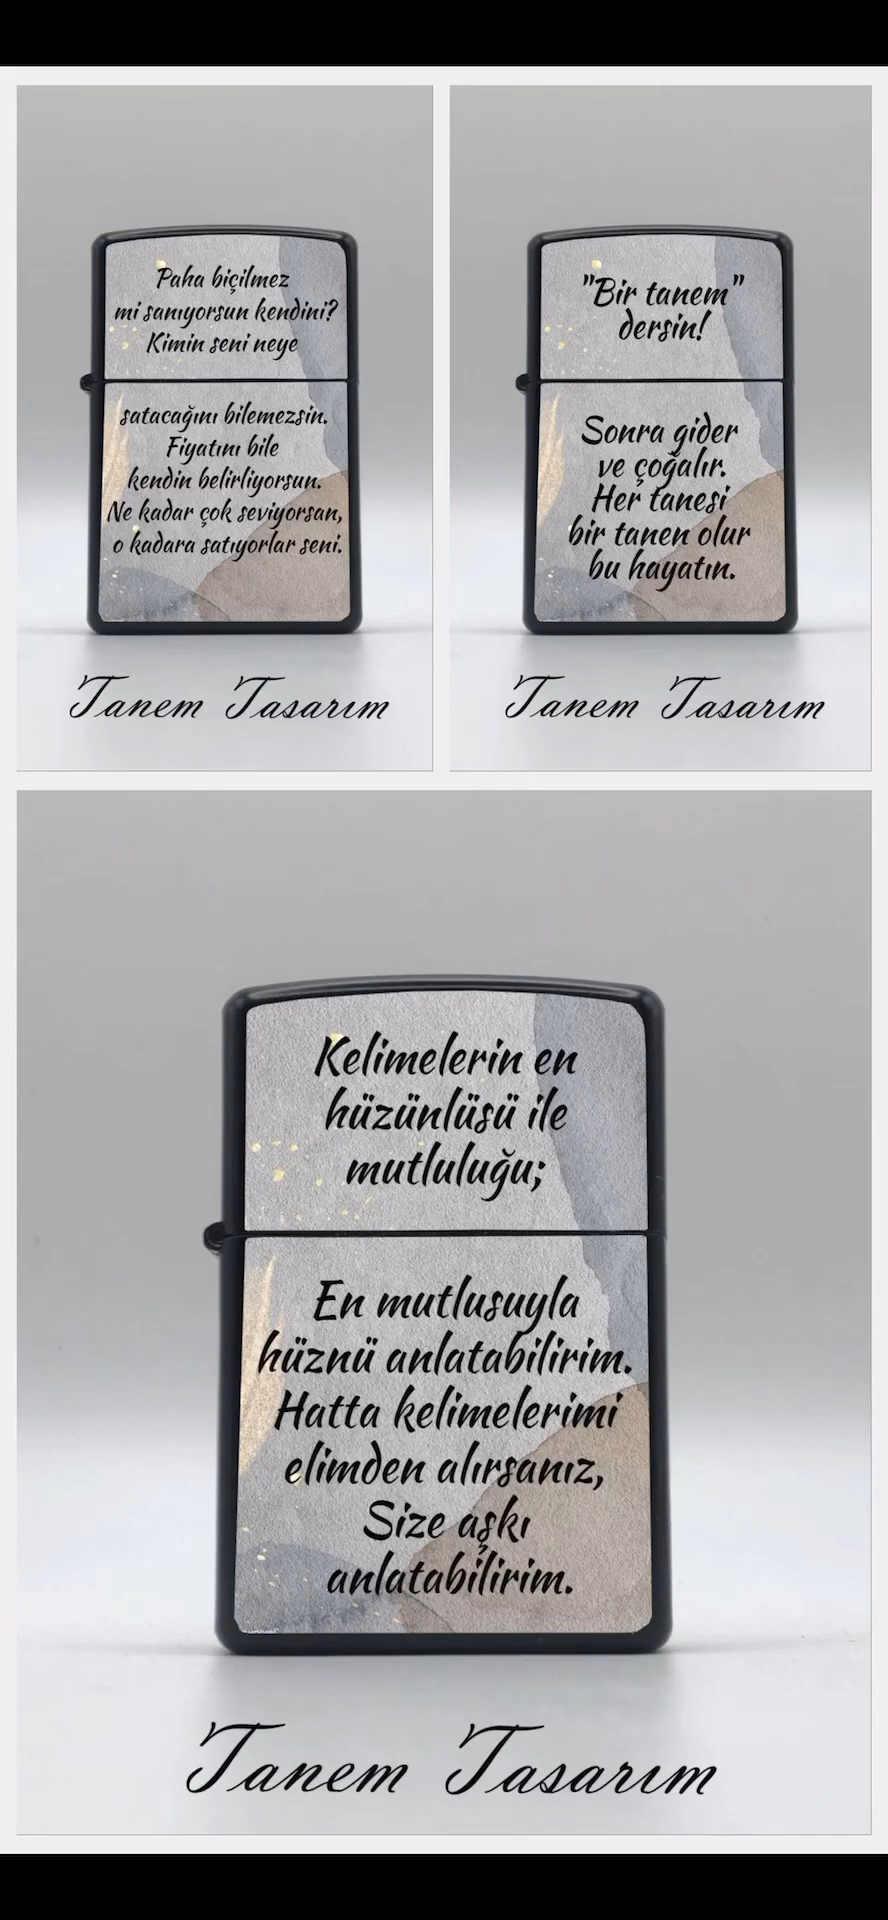 Paha biçilmez
mi sanıyorsun kendini?
Kimin seni neye
satacağını bilemezsin.
Fiyatını bile
kendin belirliyorsun.
Ne kadar çok seviyorsan,
o kadara satıyorlar seni.
Tanem Tasarım
"Bir tanem"
dersin!
Sonra gider
ve çoğalır.
Her tanesi
bir tanen olur
bu hayatın.
Tanem Tasarım
Kelimelerin en
hüzünlüsü ile
mutluluğu;
En mutlusuyla
hüznü anlatabilirim.
Hatta kelimelerimi
elimden alırsanız,
Size aşkı
anlatabilirim.
Tanem Tasarım